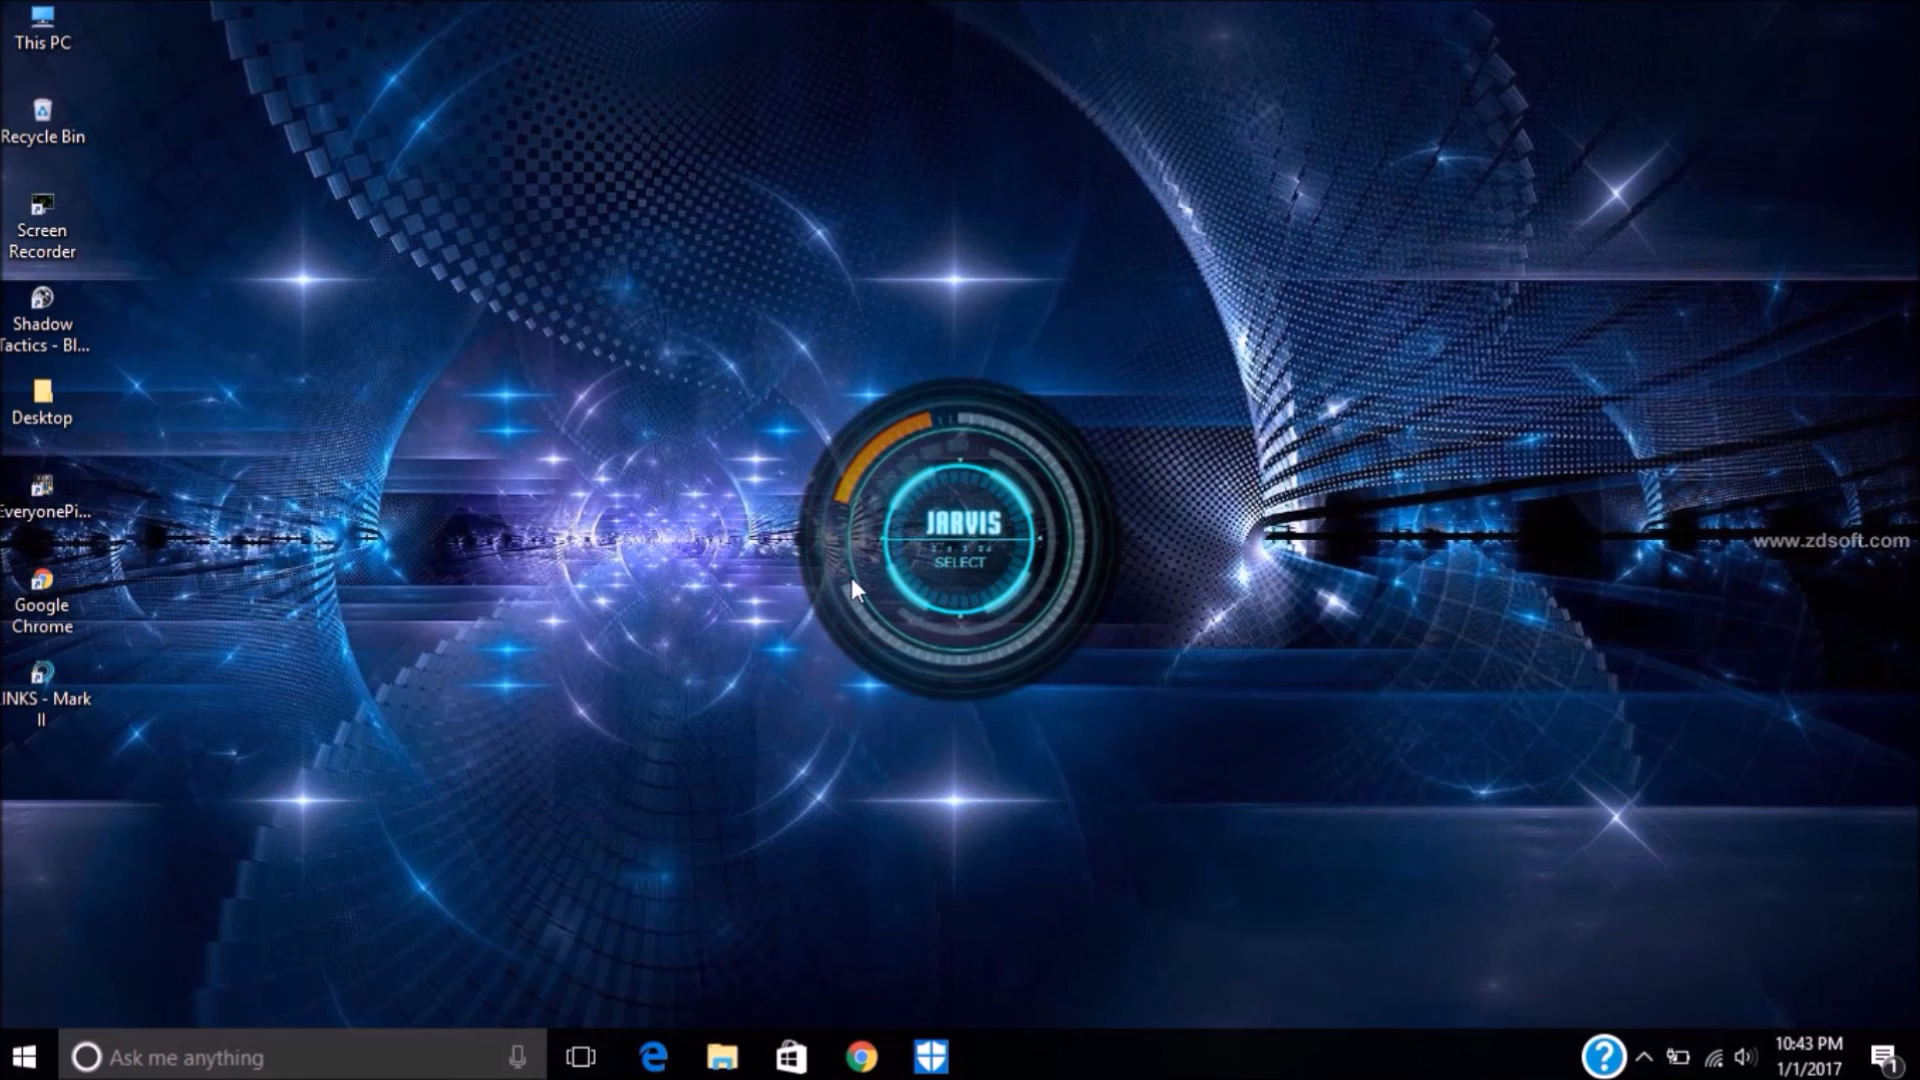 This PC
Recycle Bin
Screen
Recorder
Shadow
Tactics - Bl...
Desktop
EveryonePi...
Google
Chrome
INKS - Mark
II
JARVIS
SELECT
www.zdsoft.com
Ask me anything
10:43 PM
1/1/2017
1